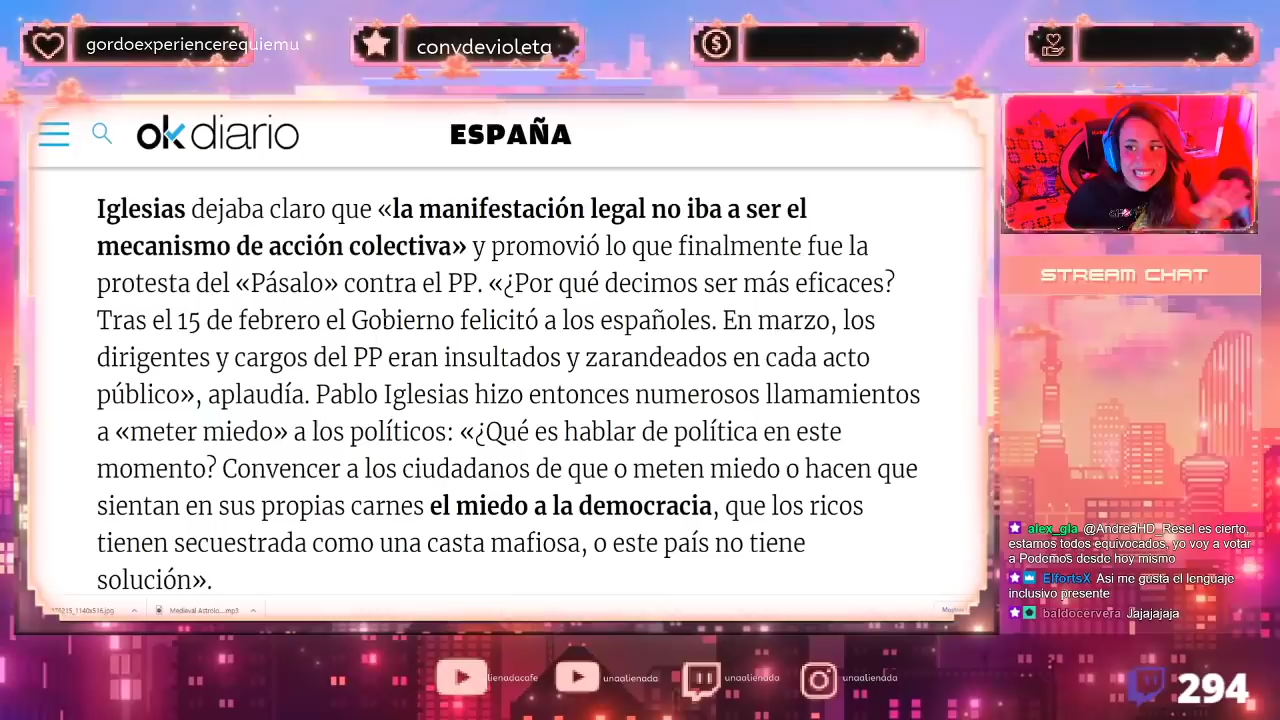 gordoexperiencerequiemu
convdevioleta
okdiario
ESPAÑA
Iglesias dejaba claro que «la manifestación legal no iba a ser el
mecanismo de acción colectiva» y promovió lo que finalmente fue la
protesta del «Pásalo» contra el PP. «¿Por qué decimos ser más eficaces?
Tras el 15 de febrero el Gobierno felicitó a los españoles. En marzo, los
dirigentes y cargos del PP eran insultados y zarandeados en cada acto
público», aplaudía. Pablo Iglesias hizo entonces numerosos llamamientos
a «meter miedo» a los políticos: «¿Qué es hablar de política en este
momento? Convencer a los ciudadanos de que o meten miedo o hacen que
sientan en sus propias carnes el miedo a la democracia, que los ricos
tienen secuestrada como una casta mafiosa, o este país no tiene
solución».
Medieval Astrolo....mp3
STREAM CHAT
alex_gla @AndreaHD_Resel es cierto,
estamos todos equivocados, yo voy a votar
a Podemos desde hoy mismo
ElfortsX Asi me gusta el lenguaje
inclusivo presente
baldocervera Jajajajaja
lienadacafe
unaalienada
unaalienada
unaalienada
294